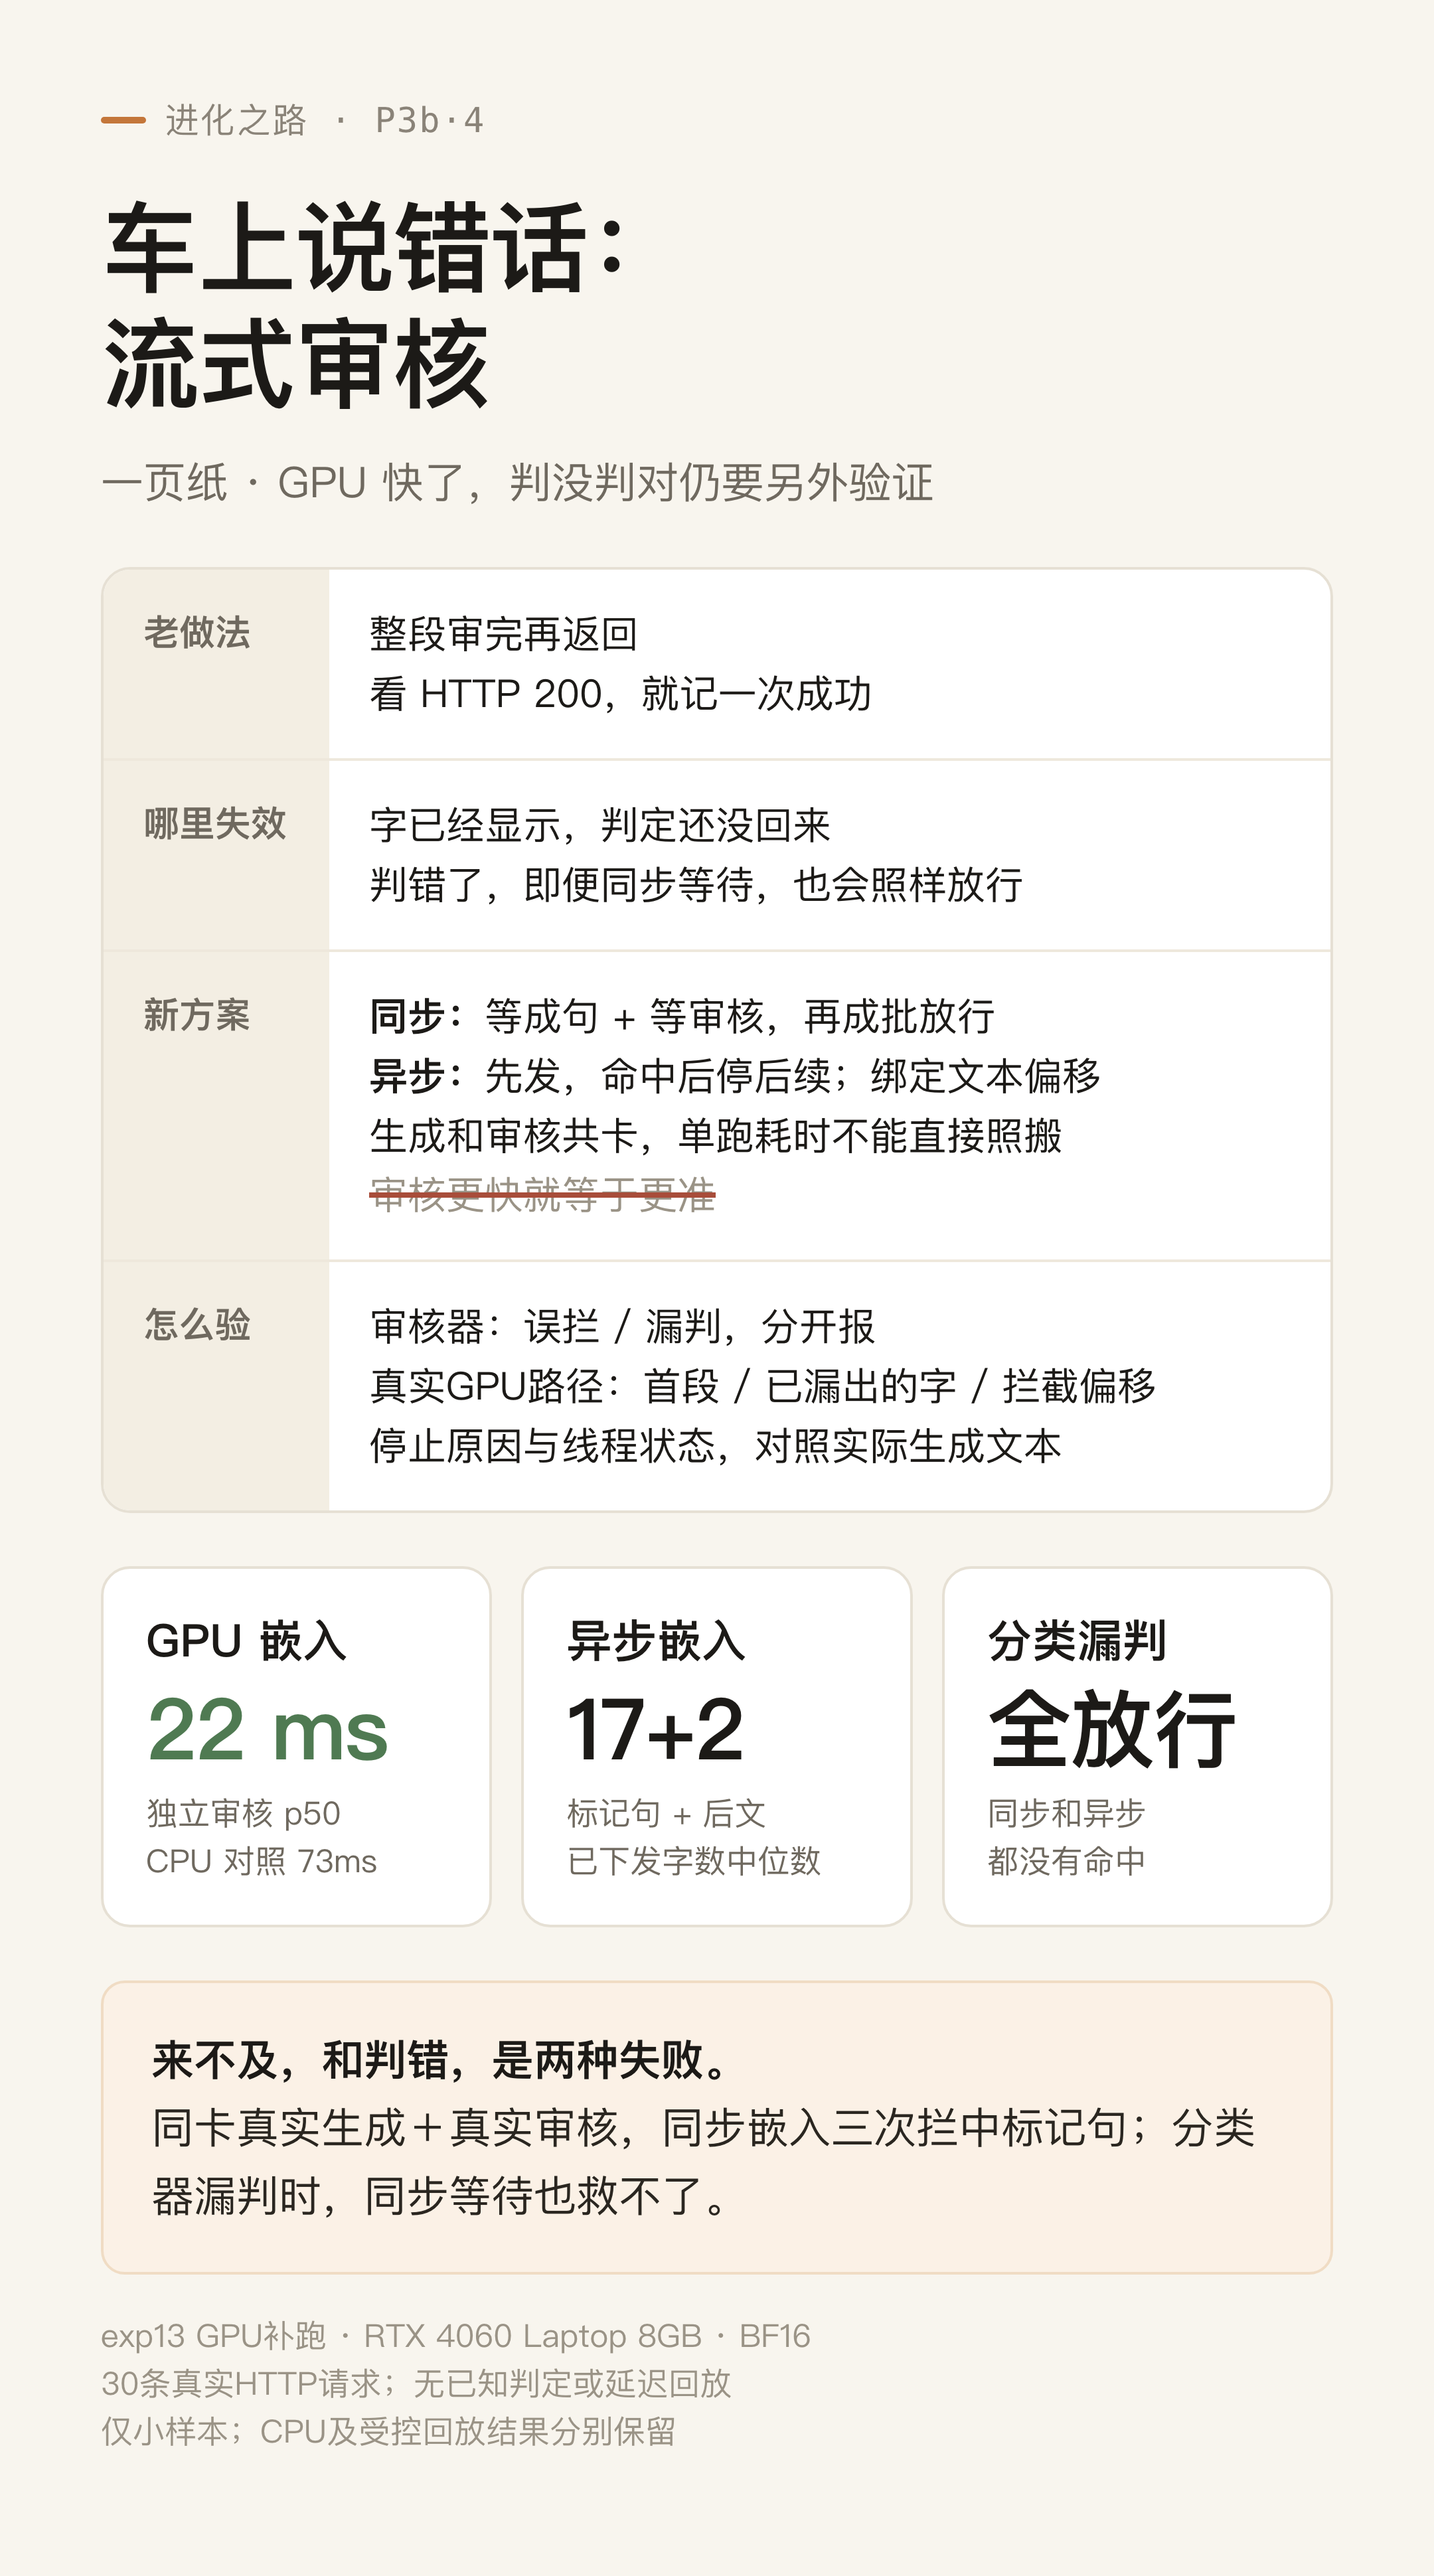 进化之路 · P3b·4
车上说错话：
流式审核
一页纸 · GPU 快了，判没判对仍要另外验证
老做法
整段审完再返回
看 HTTP 200，就记一次成功
哪里失效
字已经显示，判定还没回来
判错了，即便同步等待，也会照样放行
新方案
同步：等成句 + 等审核，再成批放行
异步：先发，命中后停后续；绑定文本偏移
生成和审核共卡，单跑耗时不能直接照搬
审核更快就等于更准
怎么验
审核器：误拦 / 漏判，分开报
真实GPU路径：首段 / 已漏出的字 / 拦截偏移
停止原因与线程状态，对照实际生成文本
GPU 嵌入
22 ms
独立审核 p50
CPU 对照 73ms
异步嵌入
17+2
标记句 + 后文
已下发字数中位数
分类漏判
全放行
同步和异步
都没有命中
来不及，和判错，是两种失败。
同卡真实生成＋真实审核，同步嵌入三次拦中标记句；分类
器漏判时，同步等待也救不了。
exp13 GPU补跑 · RTX 4060 Laptop 8GB · BF16
30条真实HTTP请求；无已知判定或延迟回放
仅小样本；CPU及受控回放结果分别保留